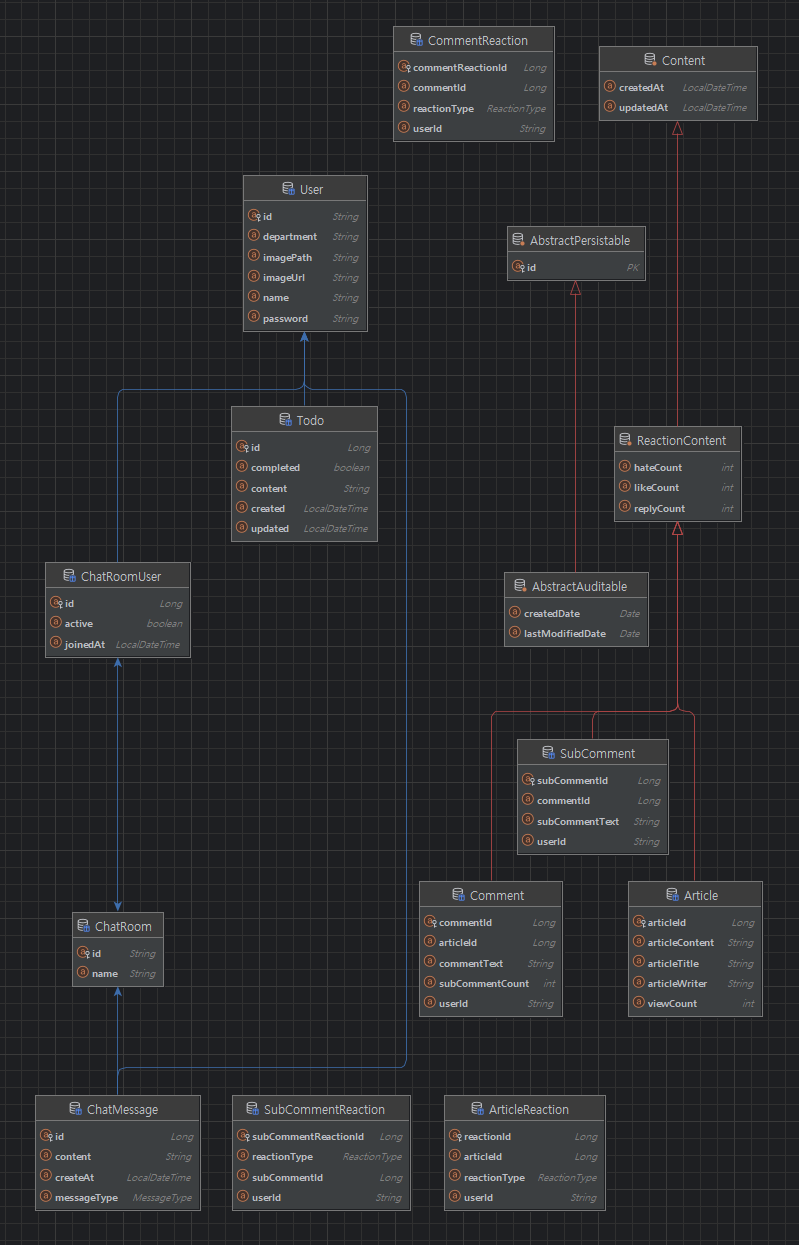 CommentReaction
commentReactionId Long
commentId Long
reactionType ReactionType
userId String
Content
createdAt LocalDateTime
updatedAt LocalDateTime
User
id String
department String
imagePath String
imageUrl String
name String
password String
AbstractPersistable
id PK
Todo
id Long
completed boolean
content String
created LocalDateTime
updated LocalDateTime
ReactionContent
hateCount int
likeCount int
replyCount int
ChatRoomUser
id Long
active boolean
joinedAt LocalDateTime
AbstractAuditable
createdDate Date
lastModifiedDate Date
SubComment
subCommentId Long
commentId Long
subCommentText String
userId String
Comment
commentId Long
articleId Long
commentText String
subCommentCount int
userId String
Article
articleId Long
articleContent String
articleTitle String
articleWriter String
viewCount int
ChatRoom
id String
name String
ChatMessage
id Long
content String
createAt LocalDateTime
messageType MessageType
SubCommentReaction
subCommentReactionId Long
reactionType ReactionType
subCommentId Long
userId String
ArticleReaction
reactionId Long
articleId Long
reactionType ReactionType
userId String